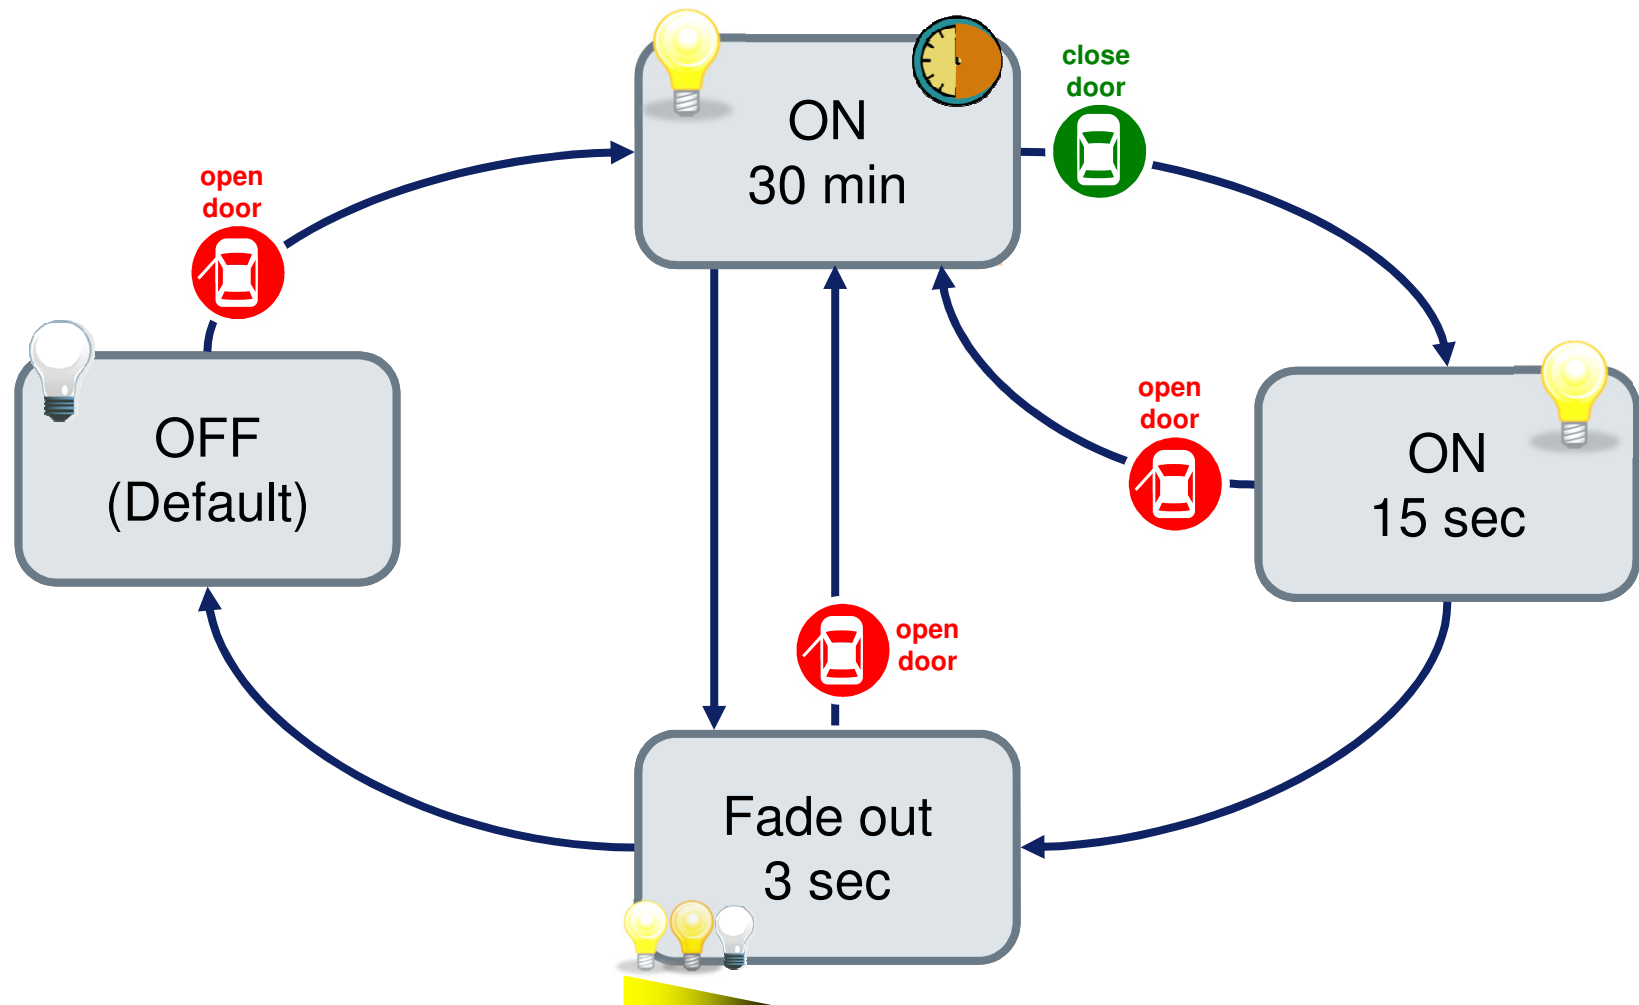 close
door
ON
30 min
open
door
open
door
OFF
(Default)
ON
15 sec
open
door
Fade out
3 sec